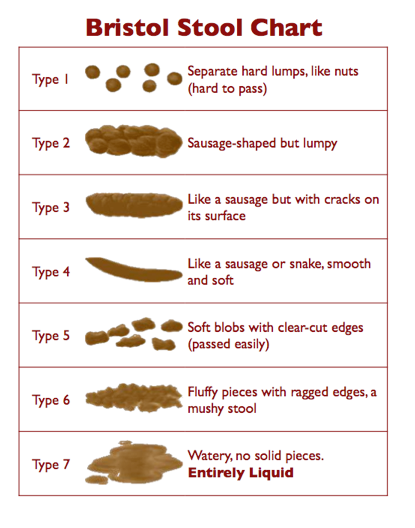 Bristol Stool Chart
Type 1
Separate hard lumps, like nuts
(hard to pass)
Type 2
Sausage-shaped but lumpy
Type 3
Like a sausage but with cracks on
its surface
Type 4
Like a sausage or snake, smooth
and soft
Type 5
Soft blobs with clear-cut edges
(passed easily)
Type 6
Fluffy pieces with ragged edges, a
mushy stool
Type 7
Watery, no solid pieces.
Entirely Liquid